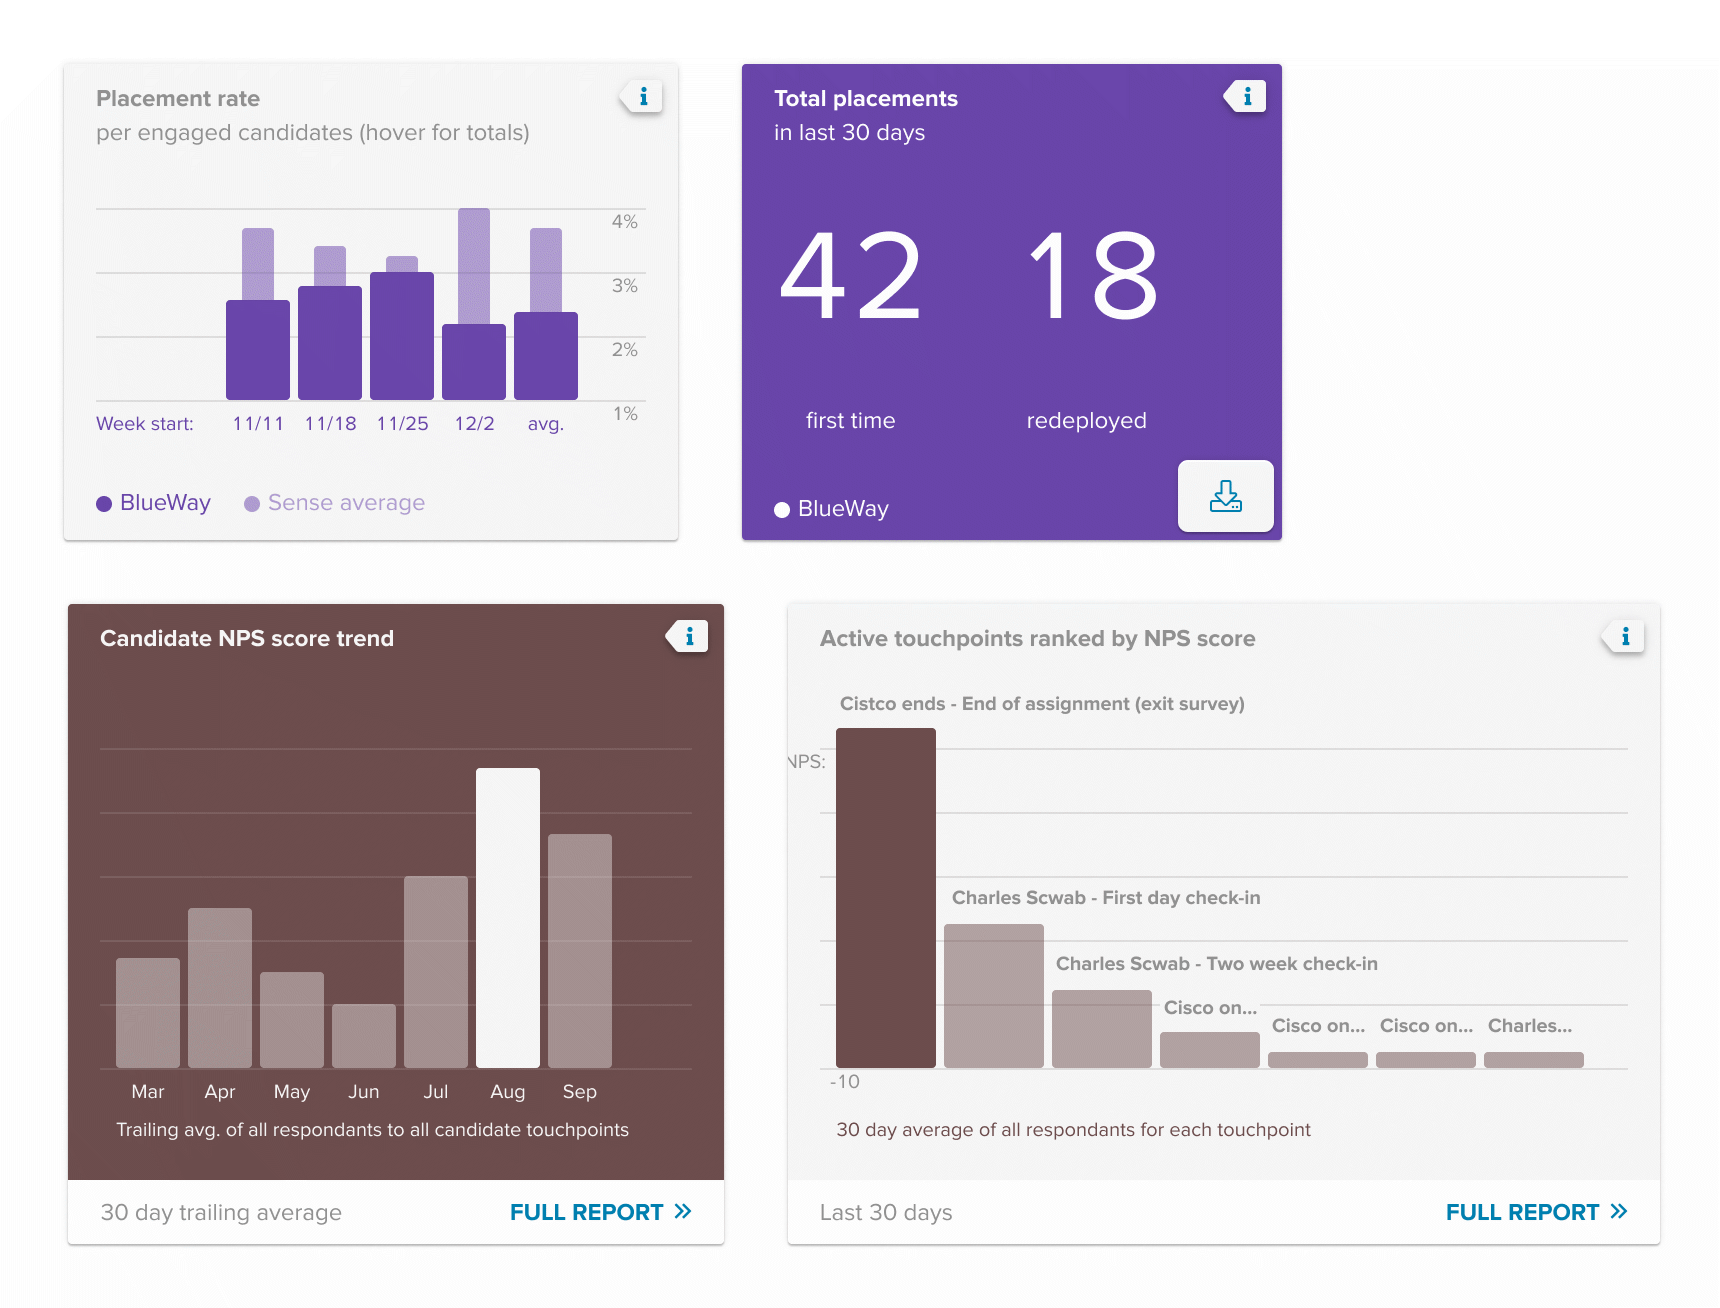 Placement rate
per engaged candidates (hover for totals)
4%
3%
2%
1%
Week start: 11/11 11/18 11/25 12/2 avg.
BlueWay Sense average
Total placements
in last 30 days
42 18
first time redeployed
BlueWay
Candidate NPS score trend
Mar Apr May Jun Jul Aug Sep
Trailing avg. of all respondants to all candidate touchpoints
30 day trailing average FULL REPORT
Active touchpoints ranked by NPS score
Cistco ends - End of assignment (exit survey)
NPS:
Charles Scwab - First day check-in
Charles Scwab - Two week check-in
Cisco on...
Cisco on... Cisco on... Charles...
-10
30 day average of all respondants for each touchpoint
Last 30 days FULL REPORT